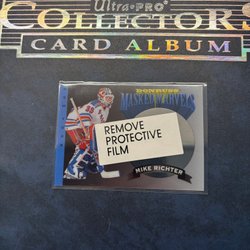 Ultra•PRO®
COLLECTORS
CARD ALBUM
DONRUSS
MASKED MARVELS
REMOVE
PROTECTIVE
FILM
MIKE RICHTER